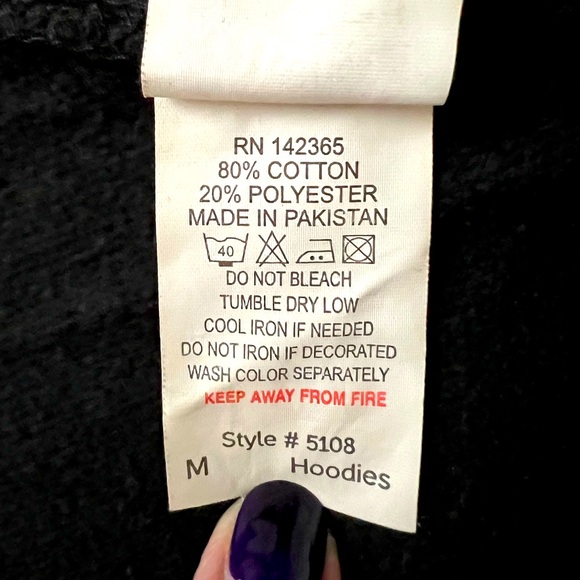 RN 142365
80% COTTON
20% POLYESTER
MADE IN PAKISTAN
40
DO NOT BLEACH
TUMBLE DRY LOW
COOL IRON IF NEEDED
DO NOT IRON IF DECORATED
WASH COLOR SEPARATELY
KEEP AWAY FROM FIRE
Style # 5108
M Hoodies